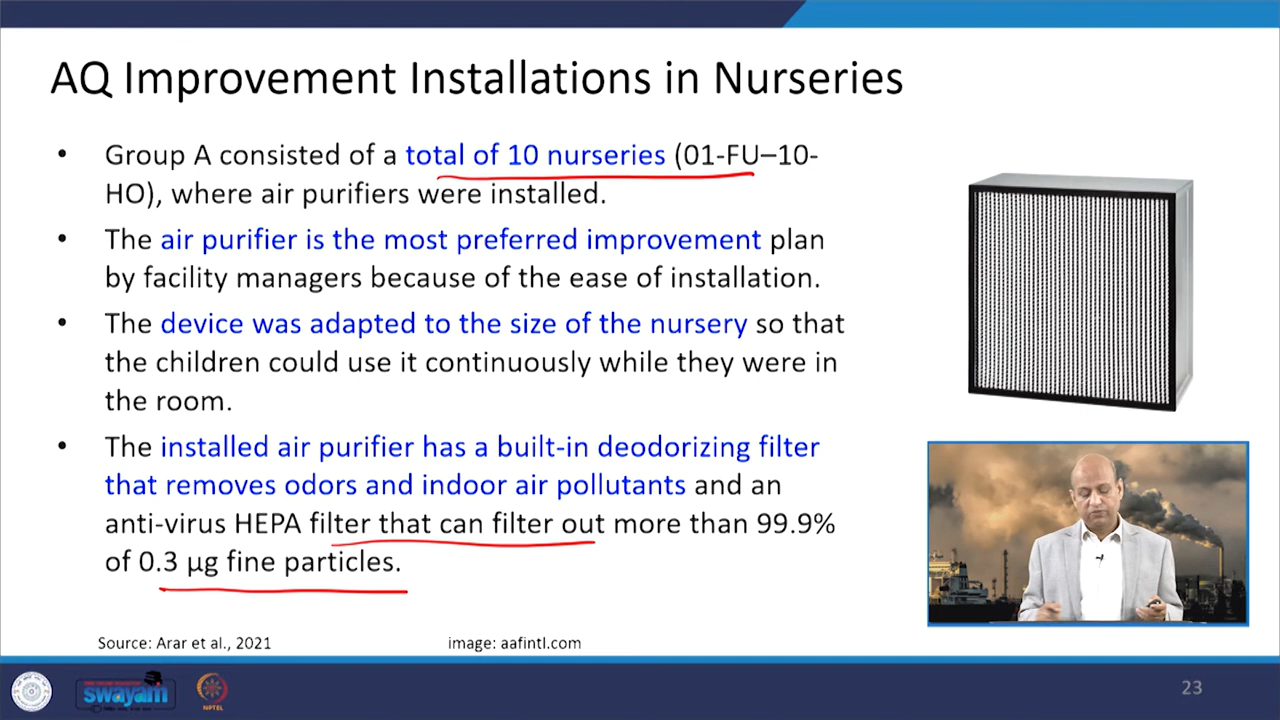 AQ Improvement Installations in Nurseries
• Group A consisted of a total of 10 nurseries (01-FU–10-
HO), where air purifiers were installed.
• The air purifier is the most preferred improvement plan
by facility managers because of the ease of installation.
• The device was adapted to the size of the nursery so that
the children could use it continuously while they were in
the room.
• The installed air purifier has a built-in deodorizing filter
that removes odors and indoor air pollutants and an
anti-virus HEPA filter that can filter out more than 99.9%
of 0.3 µg fine particles.
Source: Arar et al., 2021
image: aafintl.com
swayam
NPTEL
23